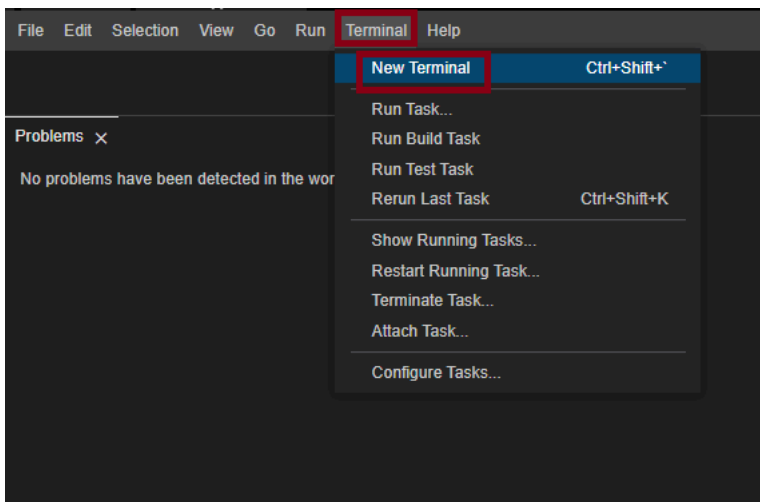 File Edit Selection View Go Run Terminal Help
New Terminal Ctrl+Shift+`
Run Task...
Problems
Run Build Task
No problems have been detected in the wor
Run Test Task
Rerun Last Task Ctrl+Shift+K
Show Running Tasks...
Restart Running Task...
Terminate Task...
Attach Task...
Configure Tasks...